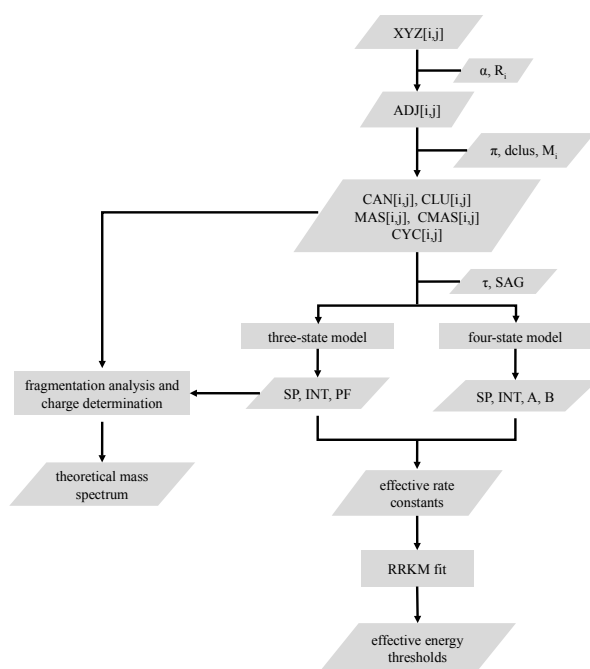 XYZ[i,j]
α, Rᵢ
ADJ[i,j]
π, dclus, Mᵢ
CAN[i,j], CLU[i,j]
MAS[i,j], CMAS[i,j]
CYC[i,j]
τ, SAG
three-state model
four-state model
fragmentation analysis and
charge determination
SP, INT, PF
SP, INT, A, B
theoretical mass
spectrum
effective rate
constants
RRKM fit
effective energy
thresholds